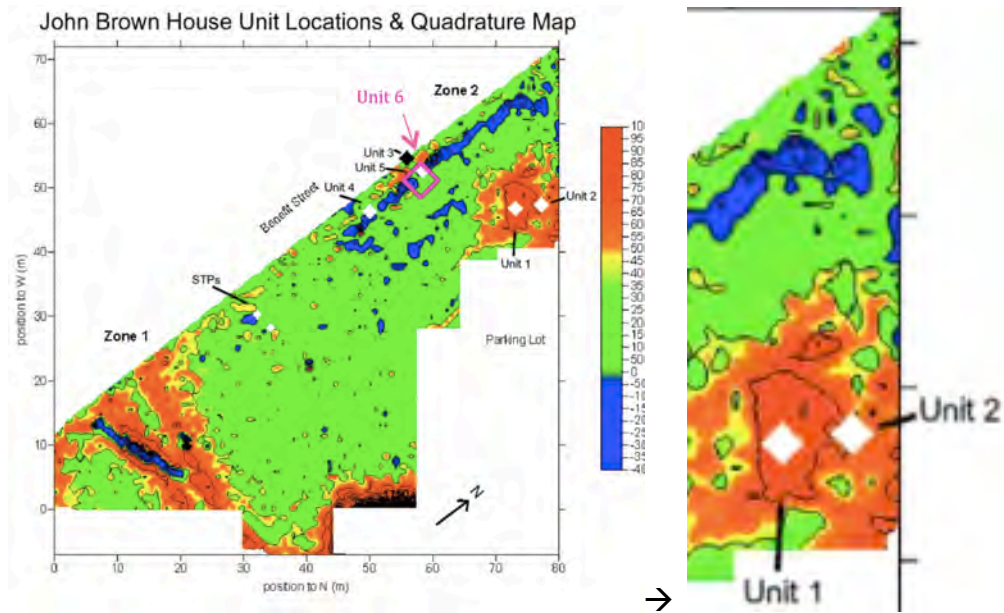 John Brown House Unit Locations & Quadrature Map
70
60
50
40
30
20
10
0
position to W (m)
0 10 20 30 40 50 60 70 80
position to N (m)
Zone 2
Unit 6
Unit 3
Unit 5
Unit 4
Unit 2
Unit 1
Benefit Street
STPs
Zone 1
Parking Lot
N
95
90
85
80
75
70
65
60
55
50
45
35
30
25
20
15
10
50
0
-50
-10
-15
-20
-25
-30
-35
-40
→
Unit 2
Unit 1